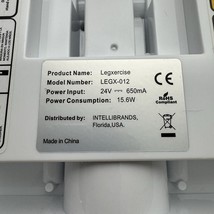 Product Name: Legxercise
Model Number: LEGX-012
Power Input: 24V ⎓ 650mA
Power Consumption: 15.6W
CE
RoHS
Compliant
Distributed by: INTELLIBRANDS,
Florida,USA.
Made in China